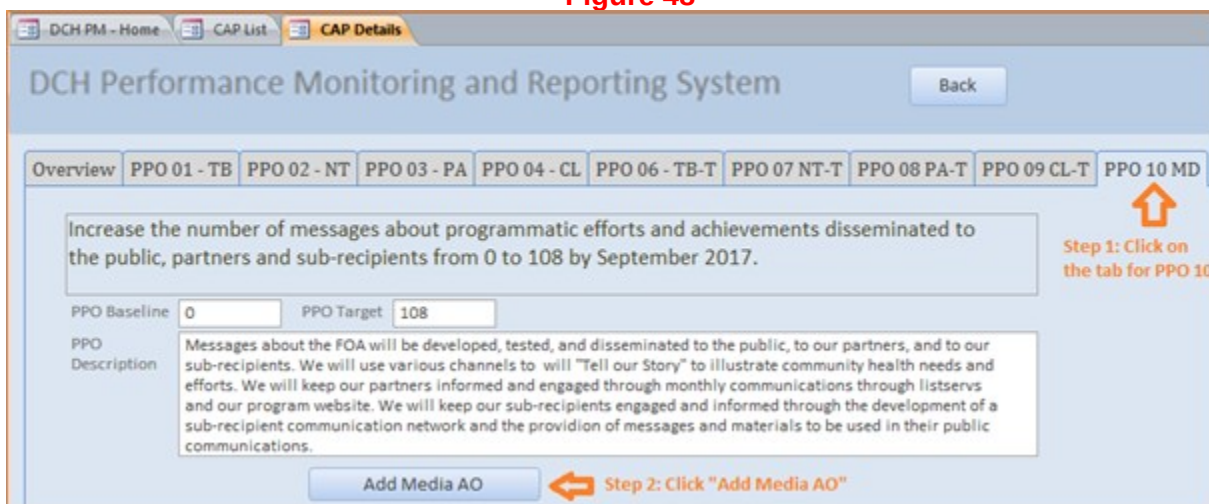 Figure 43
DCH PM - Home CAP List CAP Details
DCH Performance Monitoring and Reporting System Back
Overview PPO 01 - TB PPO 02 - NT PPO 03 - PA PPO 04 - CL PPO 06 - TB-T PPO 07 NT-T PPO 08 PA-T PPO 09 CL-T PPO 10 MD
Increase the number of messages about programmatic efforts and achievements disseminated to
the public, partners and sub-recipients from 0 to 108 by September 2017.
Step 1: Click on
the tab for PPO 10
PPO Baseline 0 PPO Target 108
PPO
Description
Messages about the FOA will be developed, tested, and disseminated to the public, to our partners, and to our
sub-recipients. We will use various channels to will "Tell our Story" to illustrate community health needs and
efforts. We will keep our partners informed and engaged through monthly communications through listservs
and our program website. We will keep our sub-recipients engaged and informed through the development of a
sub-recipient communication network and the providion of messages and materials to be used in their public
communications.
Add Media AO Step 2: Click "Add Media AO"